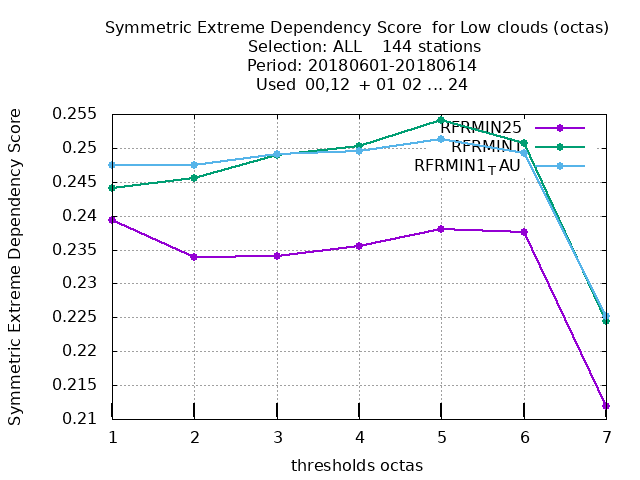 Symmetric Extreme Dependency Score  for Low clouds (octas)
Selection: ALL    144 stations
Period: 20180601-20180614
Used  00,12  + 01 02 ... 24
Symmetric Extreme Dependency Score
0.255
0.25
0.245
0.24
0.235
0.23
0.225
0.22
0.215
0.21
RFRMIN25
RFRMIN1
RFRMIN1TAU
1 2 3 4 5 6 7
thresholds octas